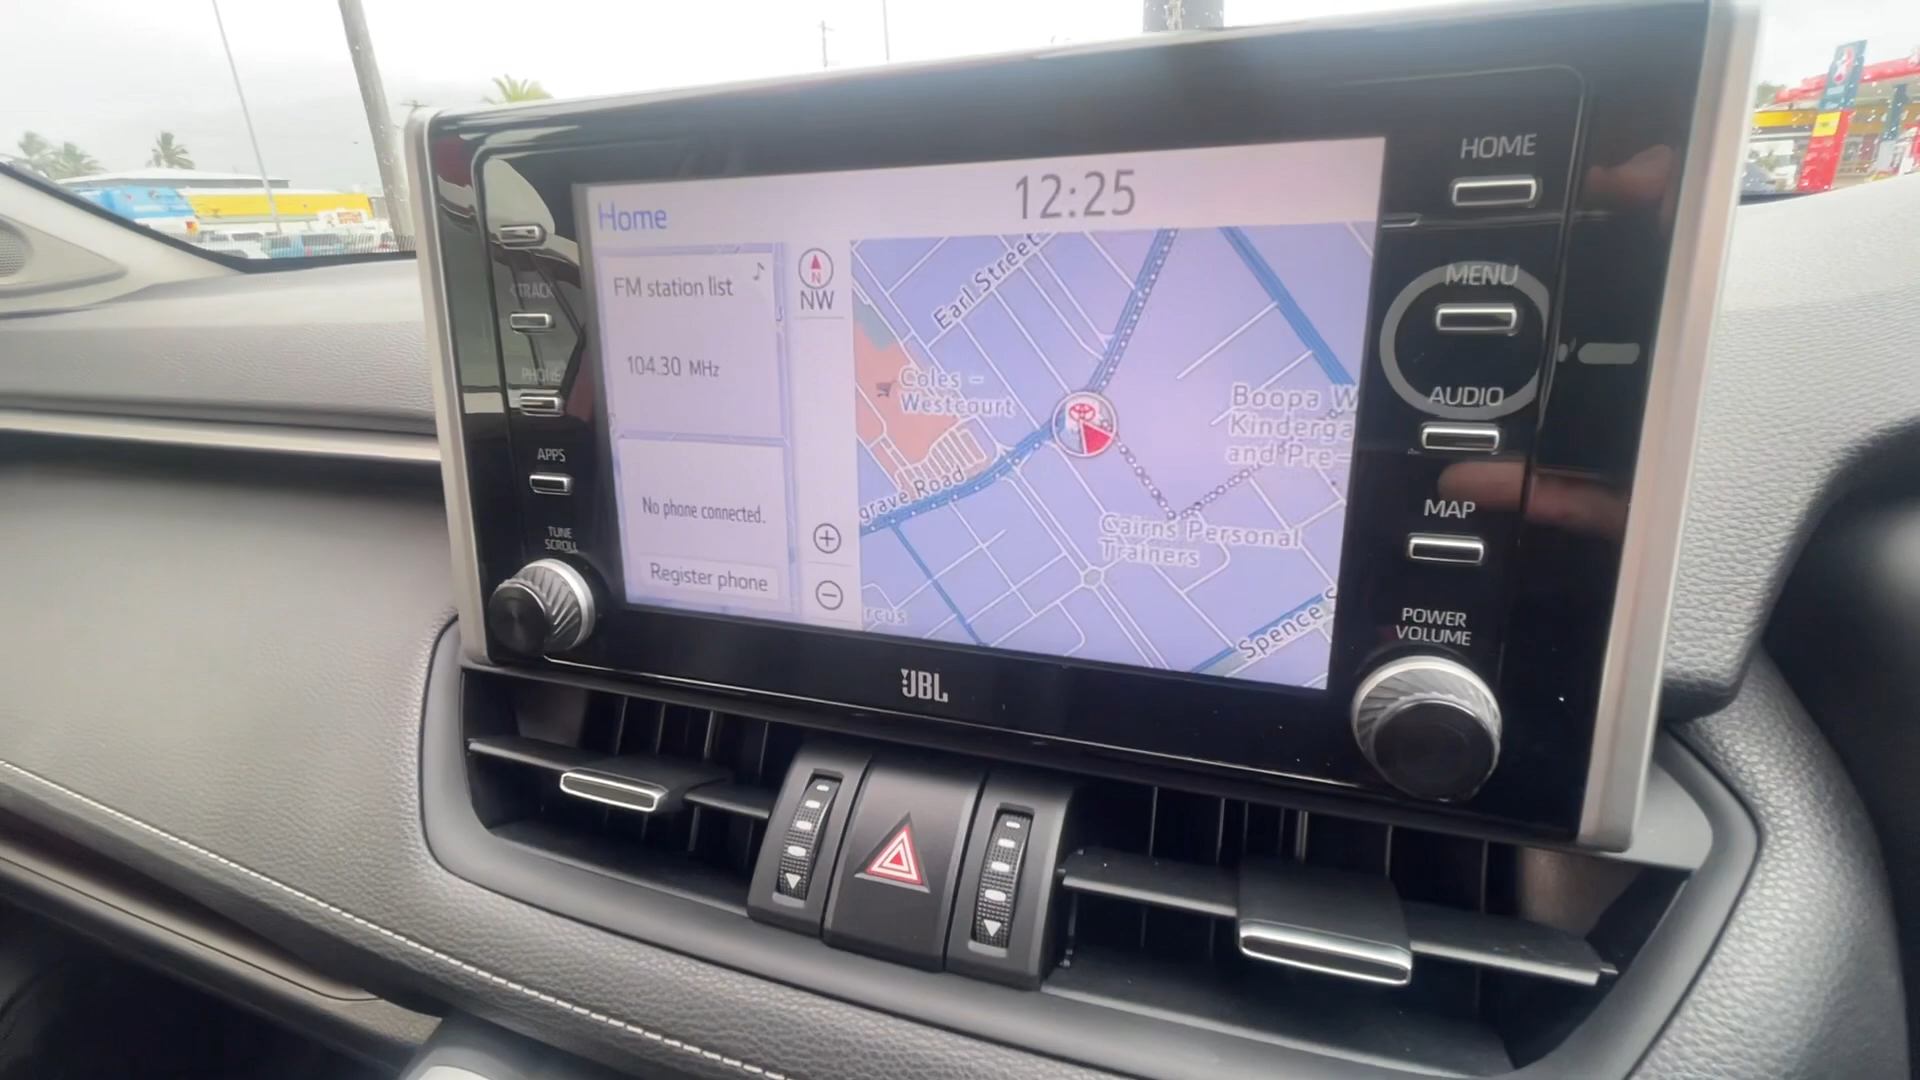 Home
12:25
FM station list
104.30 MHz
No phone connected.
Register phone
N
NW
Earl Street
Coles -
Westcourt
grave Road
Boopa W
Kinderga
and Pre-
Cairns Personal
Trainers
rcus
Spence S
< TRACK
PHONE
APPS
TUNE
SCROLL
HOME
MENU
AUDIO
MAP
POWER
VOLUME
JBL